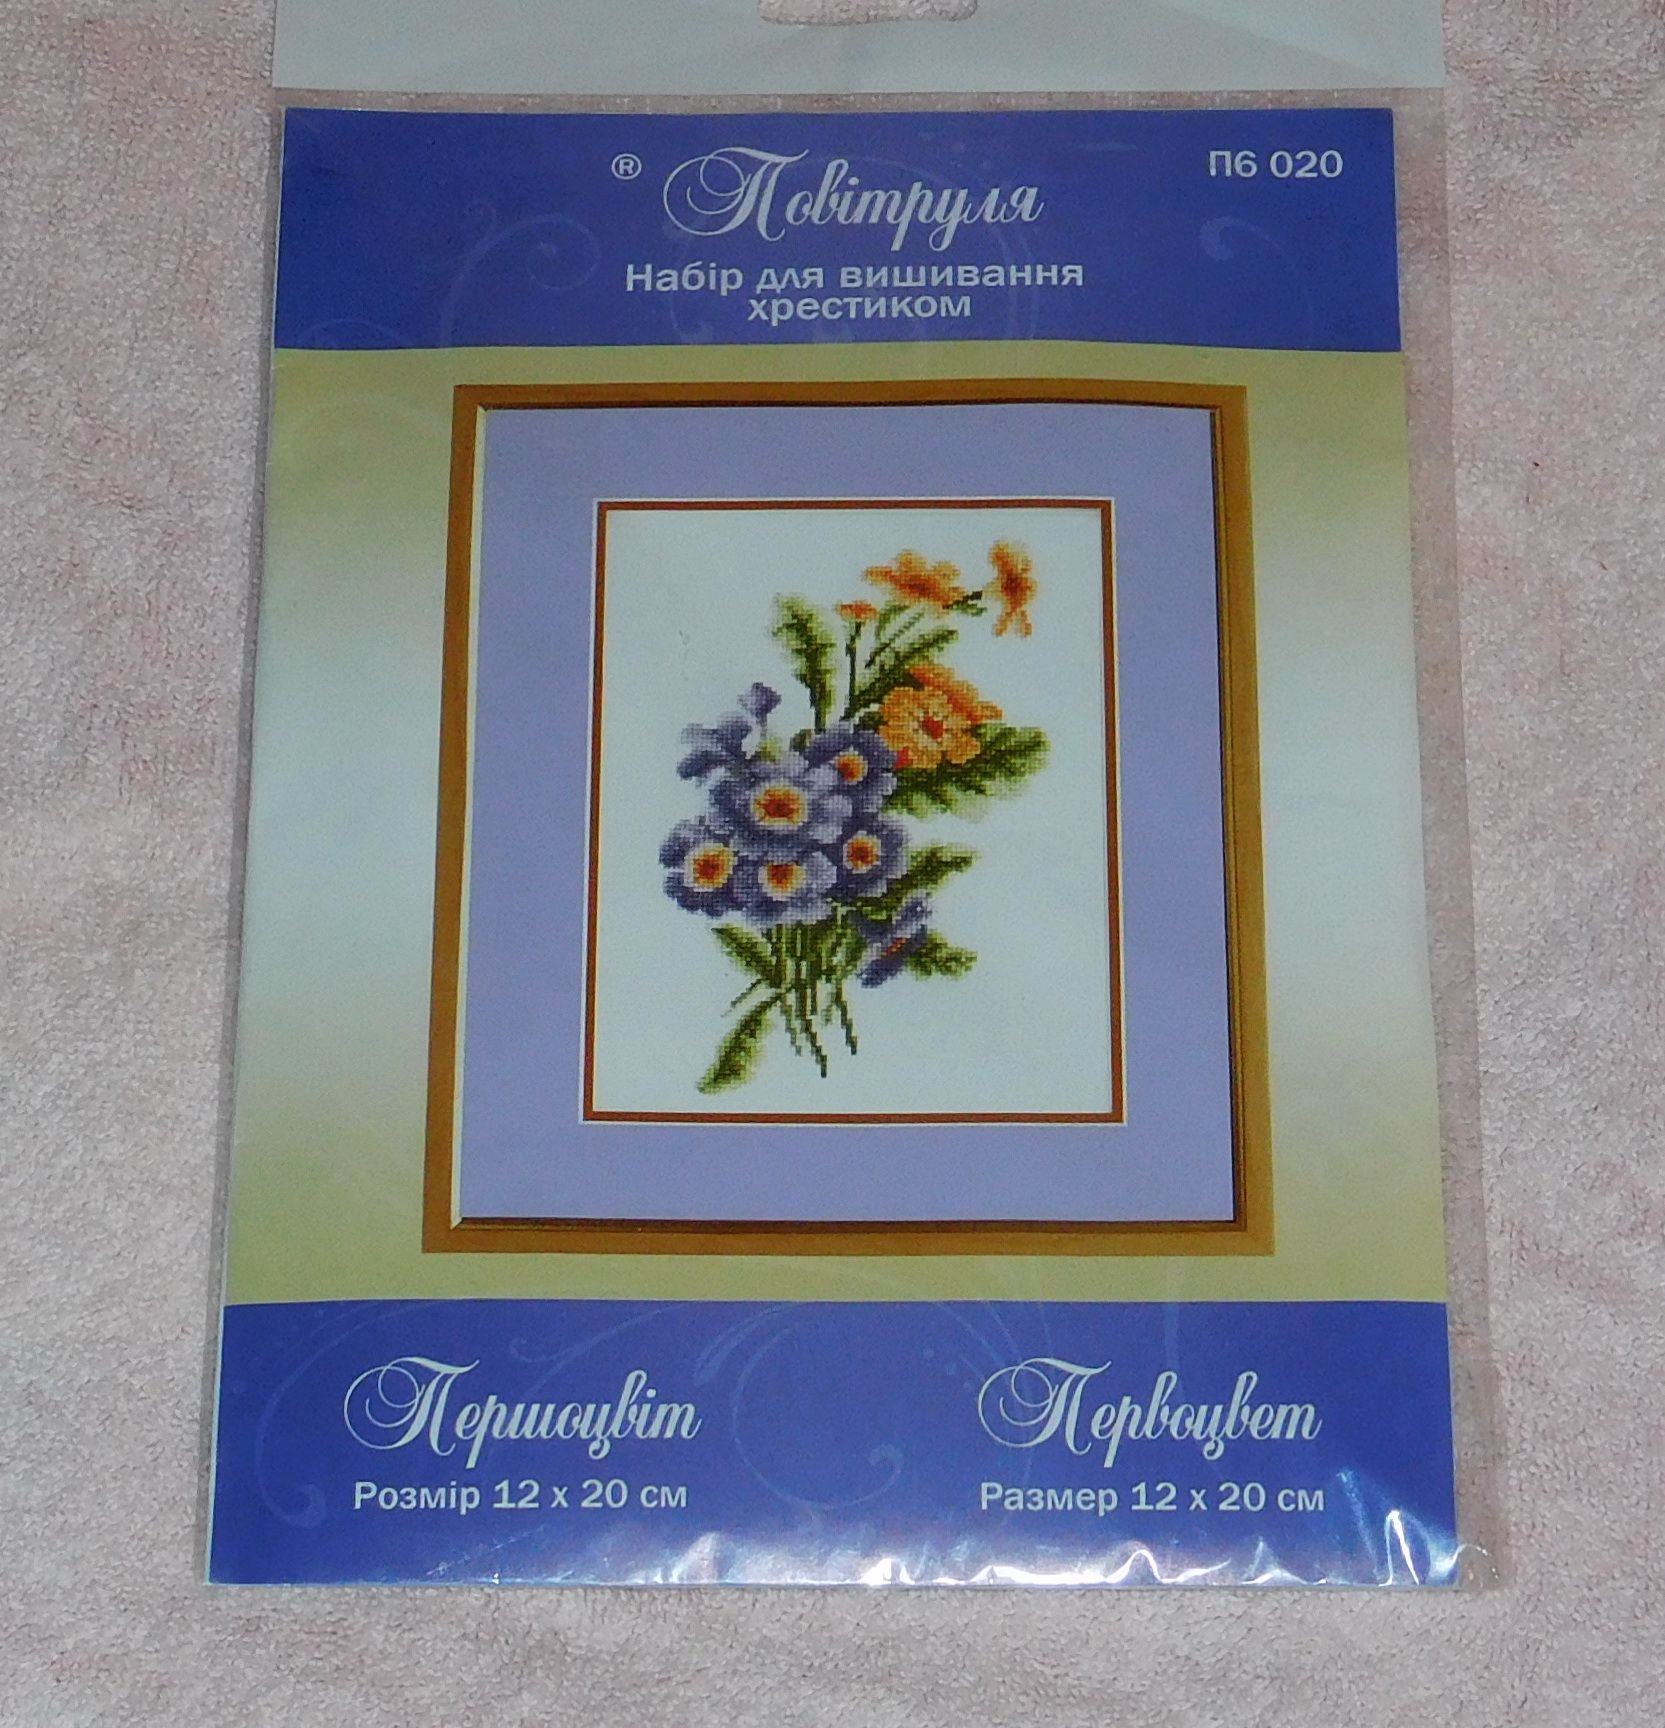 ® Повітруля
П6 020
Набір для вишивання
хрестиком
Першоцвіт
Розмір 12 x 20 см
Первоцвет
Размер 12 x 20 см